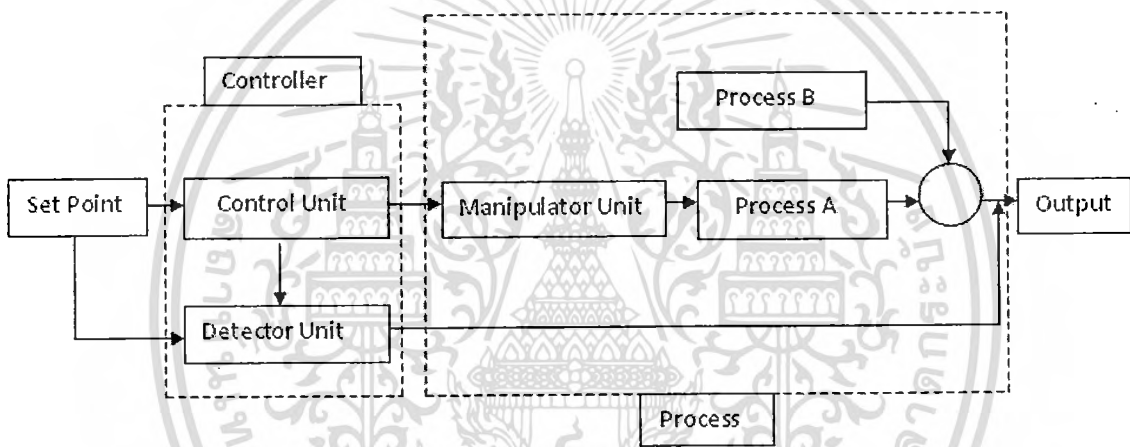 Controller
Process B
Set Point
Control Unit
Manipulator Unit
Process A
Output
Detector Unit
Process